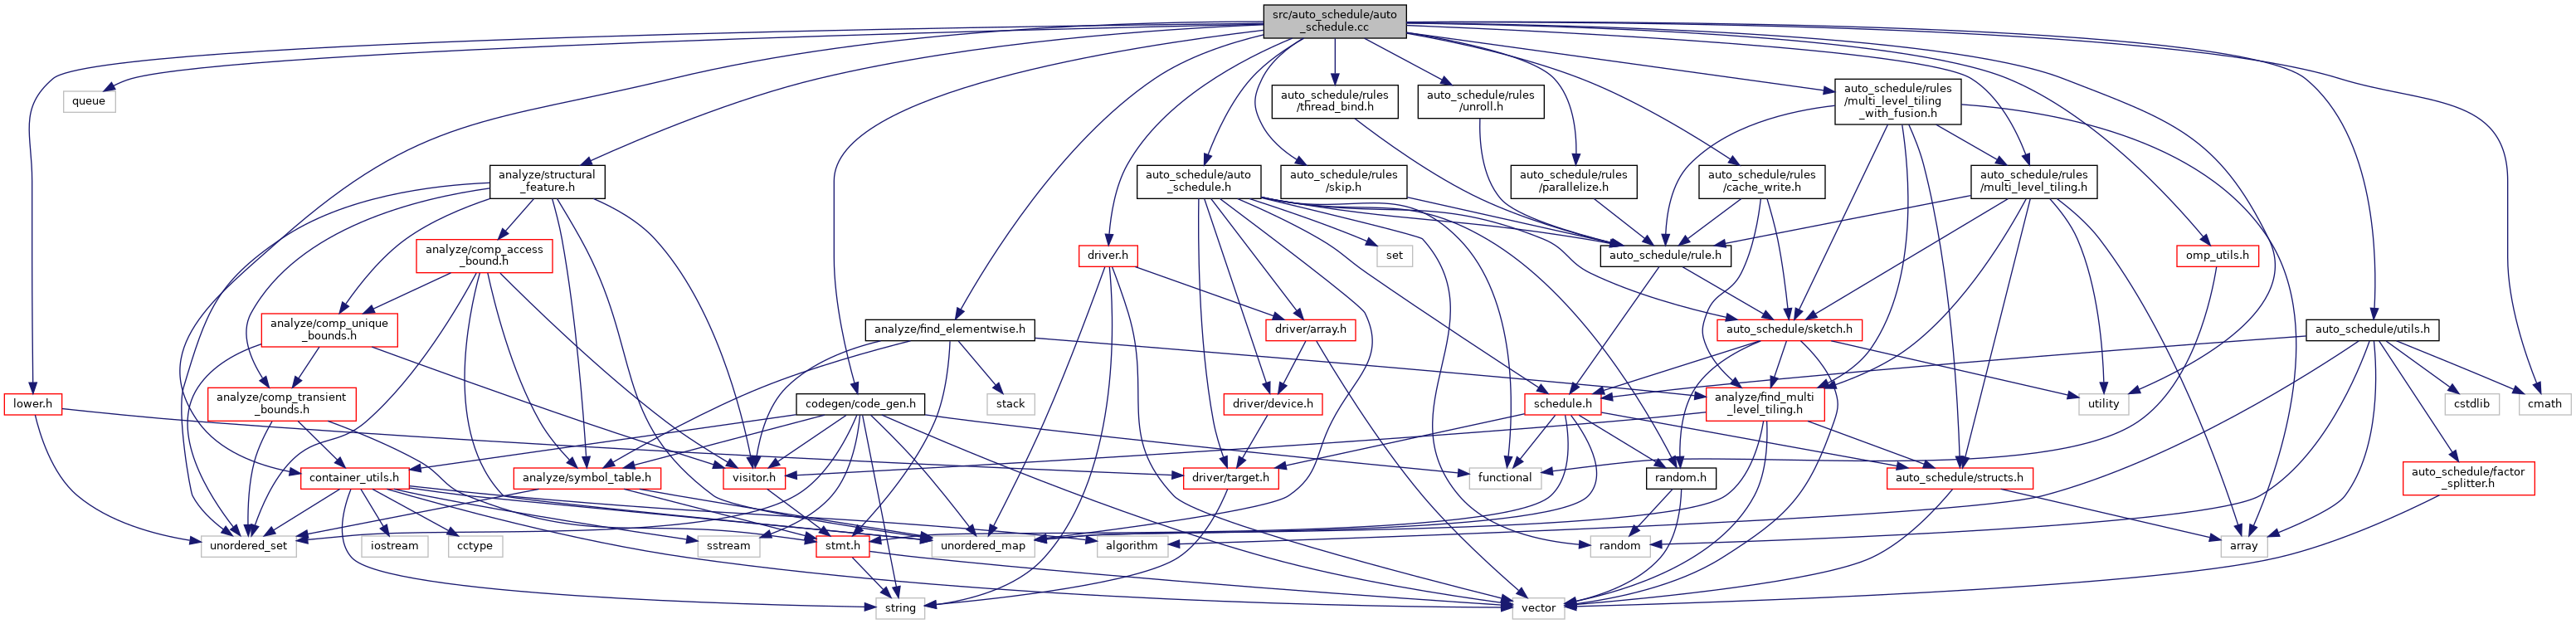 src/auto_schedule/auto
_schedule.cc
queue
auto_schedule/rules
/thread_bind.h
auto_schedule/rules
/unroll.h
auto_schedule/rules
/multi_level_tiling
_with_fusion.h
analyze/structural
_feature.h
auto_schedule/auto
_schedule.h
auto_schedule/rules
/skip.h
auto_schedule/rules
/parallelize.h
auto_schedule/rules
/cache_write.h
auto_schedule/rules
/multi_level_tiling.h
analyze/comp_access
_bound.h
driver.h
set
auto_schedule/rule.h
omp_utils.h
analyze/comp_unique
_bounds.h
analyze/find_elementwise.h
driver/array.h
auto_schedule/sketch.h
auto_schedule/utils.h
lower.h
analyze/comp_transient
_bounds.h
codegen/code_gen.h
stack
driver/device.h
schedule.h
analyze/find_multi
_level_tiling.h
utility
cstdlib
cmath
container_utils.h
analyze/symbol_table.h
visitor.h
driver/target.h
functional
random.h
auto_schedule/structs.h
auto_schedule/factor
_splitter.h
unordered_set
iostream
cctype
sstream
stmt.h
unordered_map
algorithm
random
array
string
vector